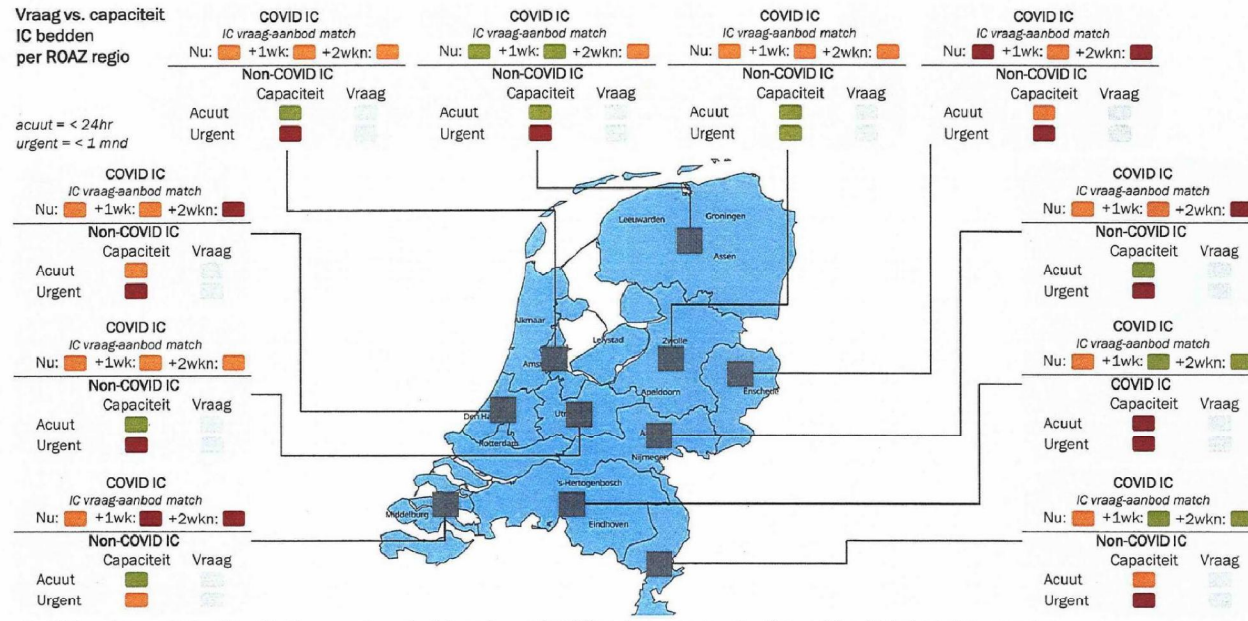 Vraag vs. capaciteit
IC bedden
per ROAZ regio
acuut = < 24hr
urgent = < 1 mnd
COVID IC
IC vraag-aanbod match
Nu: +1wk: +2wkn:
Non-COVID IC
Capaciteit Vraag
Acuut
Urgent
COVID IC
IC vraag-aanbod match
Nu: +1wk: +2wkn:
Non-COVID IC
Capaciteit Vraag
Acuut
Urgent
COVID IC
IC vraag-aanbod match
Nu: +1wk: +2wkn:
Non-COVID IC
Capaciteit Vraag
Acuut
Urgent
COVID IC
IC vraag-aanbod match
Nu: +1wk: +2wkn:
Non-COVID IC
Capaciteit Vraag
Acuut
Urgent
COVID IC
IC vraag-aanbod match
Nu: +1wk: +2wkn:
Non-COVID IC
Capaciteit Vraag
Acuut
Urgent
COVID IC
IC vraag-aanbod match
Nu: +1wk: +2wkn:
Non-COVID IC
Capaciteit Vraag
Acuut
Urgent
COVID IC
IC vraag-aanbod match
Nu: +1wk: +2wkn:
Non-COVID IC
Capaciteit Vraag
Acuut
Urgent
Leeuwarden
Groningen
Assen
Alkmaar
Lelystad
Zwolle
Amst
Apeldoorn
Enschede
Den Ha
Utr
Rotterdam
A
Nijmegen
's-Hertogenbosch
Middelburg
Eindhoven
COVID IC
IC vraag-aanbod match
Nu: +1wk: +2wkn:
Non-COVID IC
Capaciteit Vraag
Acuut
Urgent
COVID IC
IC vraag-aanbod match
Nu: +1wk: +2wkn:
COVID IC
Capaciteit Vraag
Acuut
Urgent
COVID IC
IC vraag-aanbod match
Nu: +1wk: +2wkn:
Non-COVID IC
Capaciteit Vraag
Acuut
Urgent